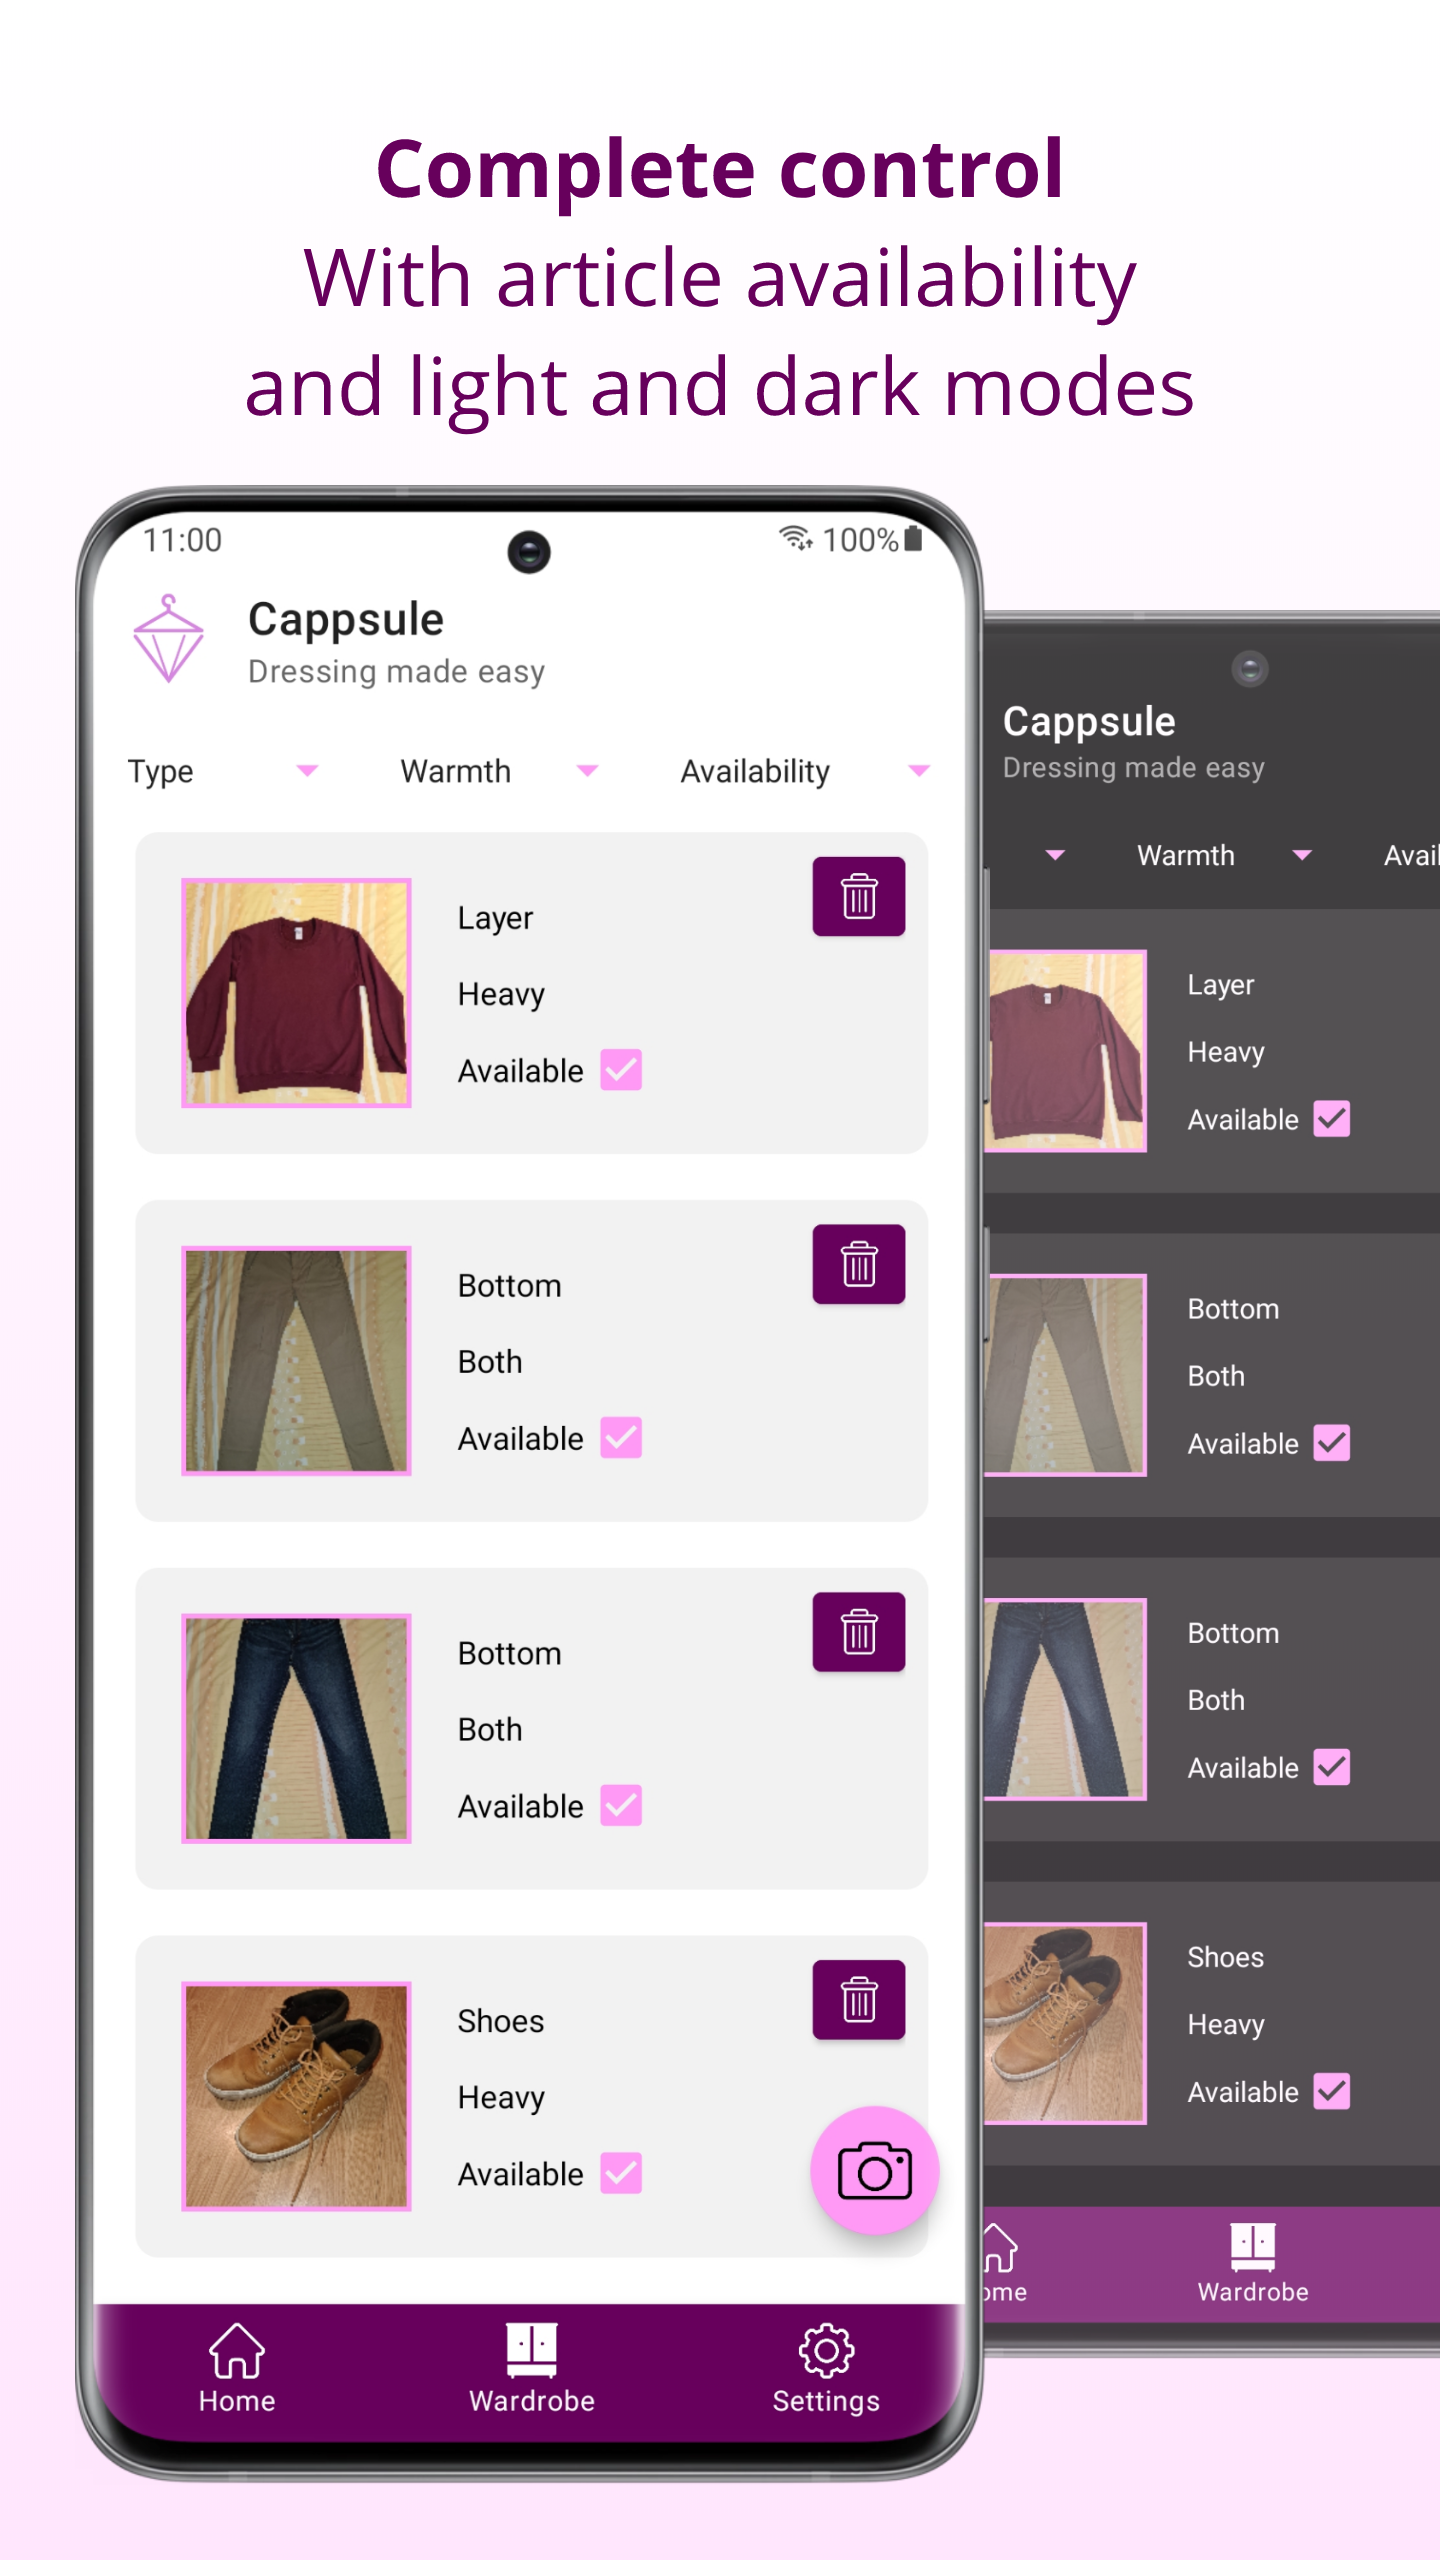 Complete control
With article availability
and light and dark modes
11:00
100%
Cappsule
Dressing made easy
Type
Warmth
Availability
Layer
Heavy
Available
Bottom
Both
Available
Bottom
Both
Available
Shoes
Heavy
Available
Home
Wardrobe
Settings
Cappsule
Dressing made easy
Warmth
Avail
Layer
Heavy
Available
Bottom
Both
Available
Bottom
Both
Available
Shoes
Heavy
Available
ome
Wardrobe